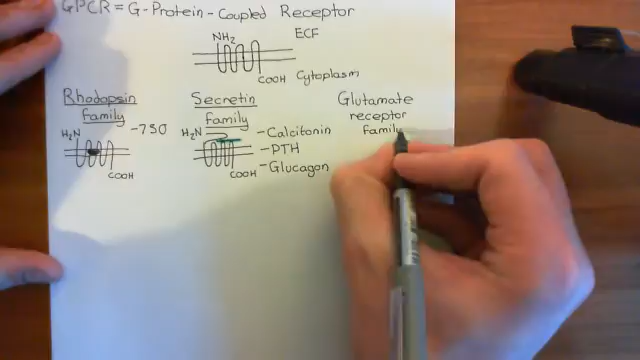 GPCR = G-Protein-Coupled Receptor
NH2
ECF
COOH
Cytoplasm
Rhodopsin
family
-750
H2N
COOH
Secretin
family
H2N
COOH
-Calcitonin
-PTH
-Glucagon
Glutamate
receptor
family